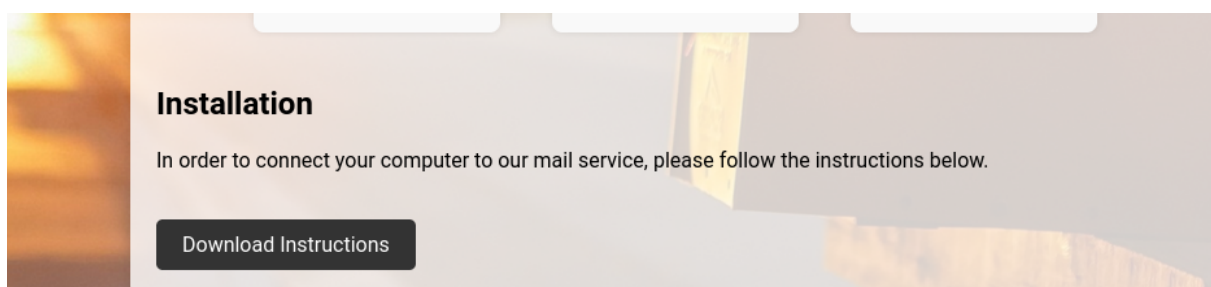 Installation
In order to connect your computer to our mail service, please follow the instructions below.
Download Instructions